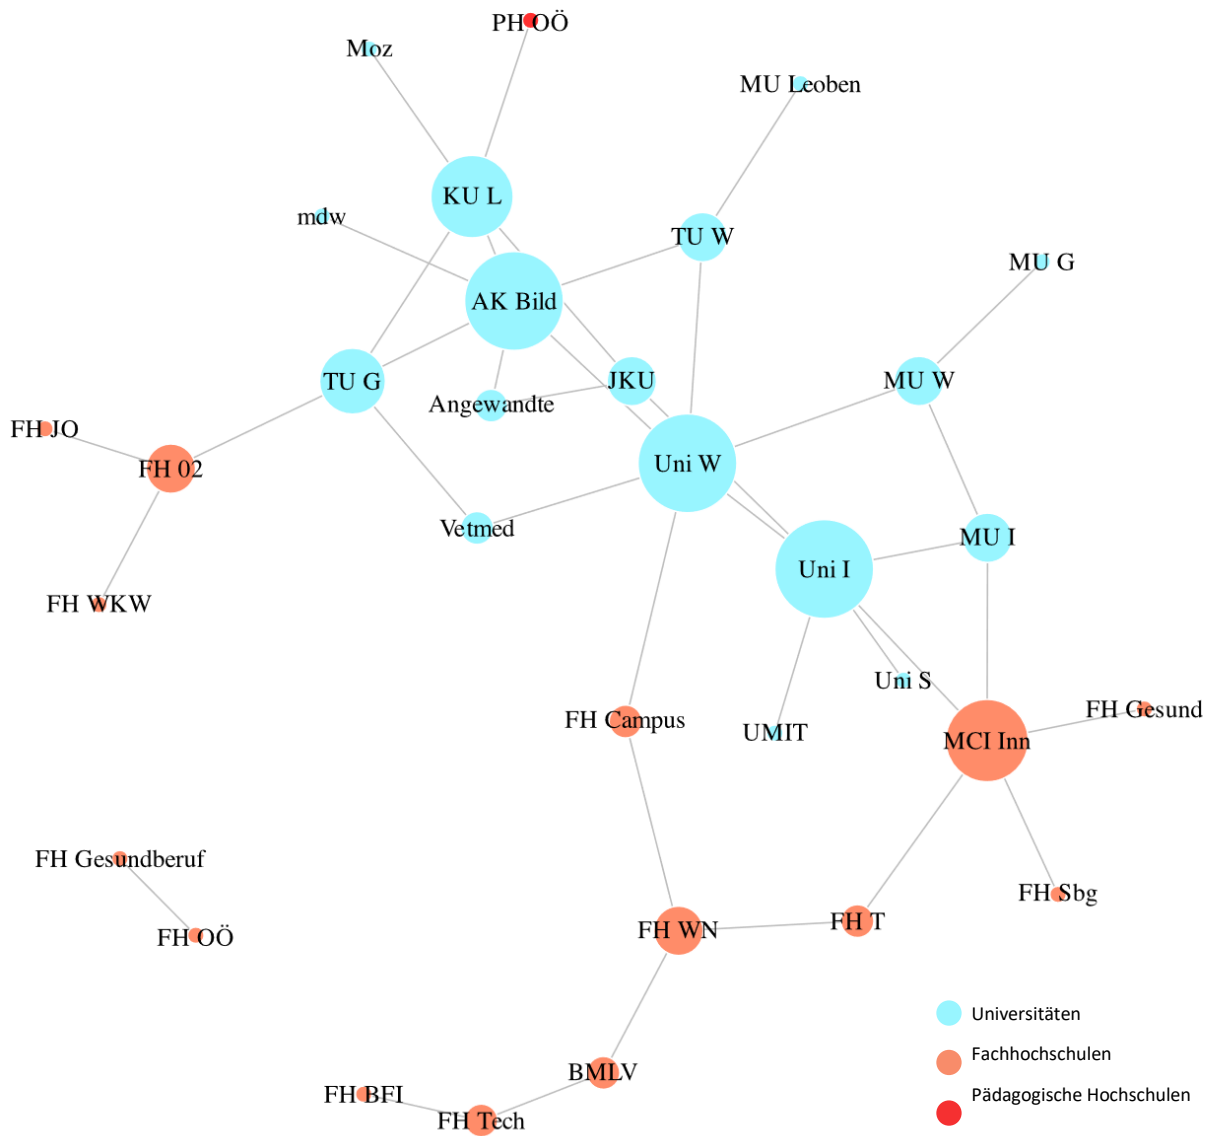 PH OÖ
Moz
MU Leoben
KU L
mdw
TU W
MU G
AK Bild
TU G
JKU
MU W
Angewandte
FH JO
FH 02
Uni W
Vetmed
MU I
Uni I
FH WKW
Uni S
FH Gesund
FH Campus
UMIT
MCI Inn
FH Gesundberuf
FH Sbg
FH T
FH WN
FH OÖ
Universitäten
Fachhochschulen
BMLV
Pädagogische Hochschulen
FH BFI
FH Tech